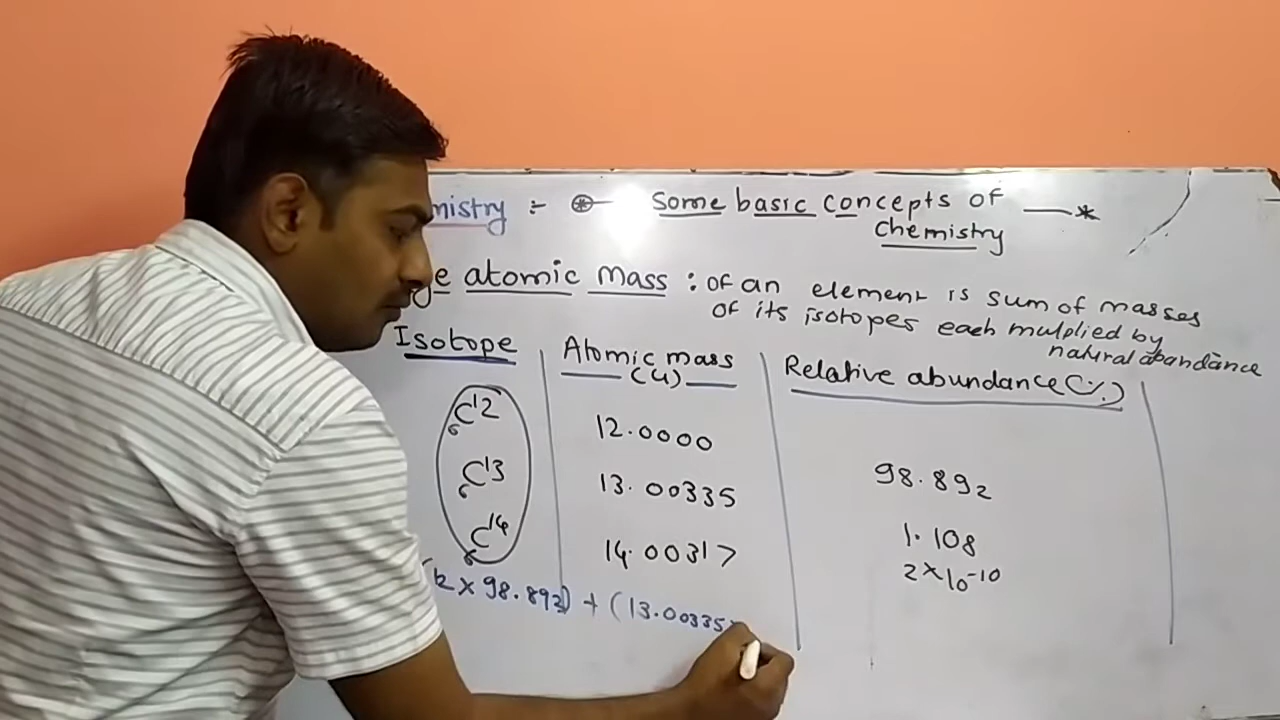 mistry :- Some basic concepts of
Chemistry
ge atomic Mass : of an element is sum of masses
of its isotopes each mulplied by
natural abandance
Isotope Atomic mass Relative abundance (%)
(u)
6C12 12.0000 98.892
6C13 13.00335 1.108
6C14 14.00317 2×10-10
(12 × 98.892) + (13.00335×